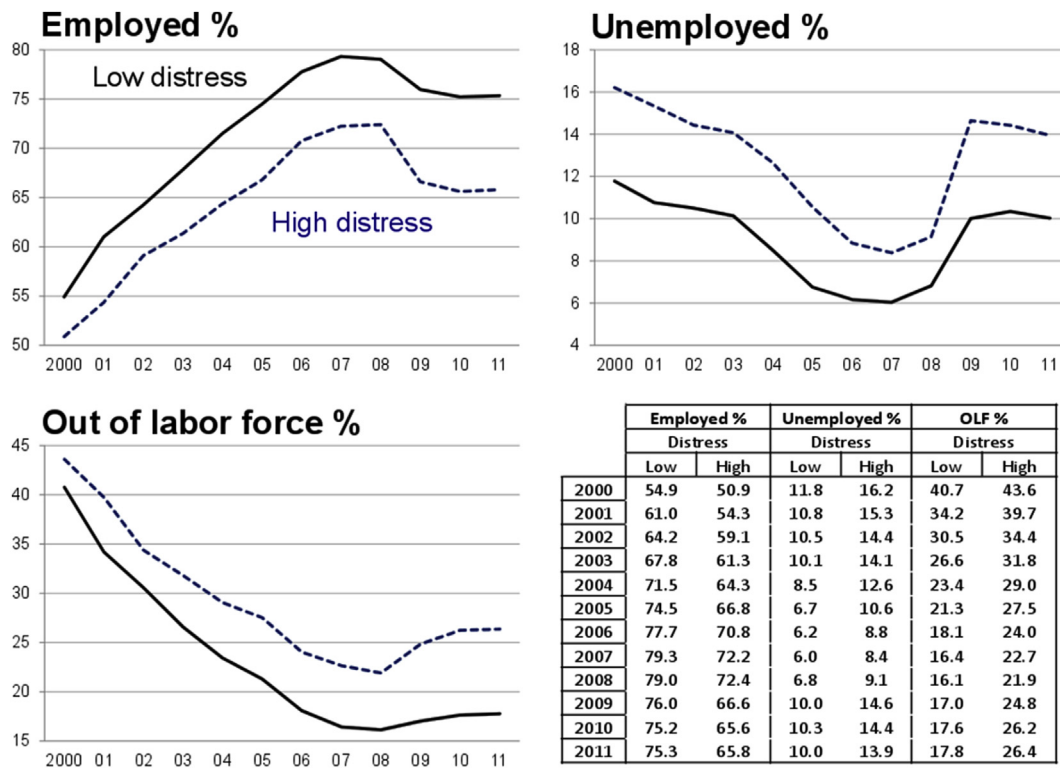 Employed %
80
75
70
65
60
55
50
Low distress
High distress
2000 01 02 03 04 05 06 07 08 09 10 11
Unemployed %
18
16
14
12
10
8
6
4
2000 01 02 03 04 05 06 07 08 09 10 11
Out of labor force %
45
40
35
30
25
20
15
2000 01 02 03 04 05 06 07 08 09 10 11
Employed % Unemployed % OLF %
Distress Distress Distress
Low High Low High Low High
2000 54.9 50.9 11.8 16.2 40.7 43.6
2001 61.0 54.3 10.8 15.3 34.2 39.7
2002 64.2 59.1 10.5 14.4 30.5 34.4
2003 67.8 61.3 10.1 14.1 26.6 31.8
2004 71.5 64.3 8.5 12.6 23.4 29.0
2005 74.5 66.8 6.7 10.6 21.3 27.5
2006 77.7 70.8 6.2 8.8 18.1 24.0
2007 79.3 72.2 6.0 8.4 16.4 22.7
2008 79.0 72.4 6.8 9.1 16.1 21.9
2009 76.0 66.6 10.0 14.6 17.0 24.8
2010 75.2 65.6 10.3 14.4 17.6 26.2
2011 75.3 65.8 10.0 13.9 17.8 26.4